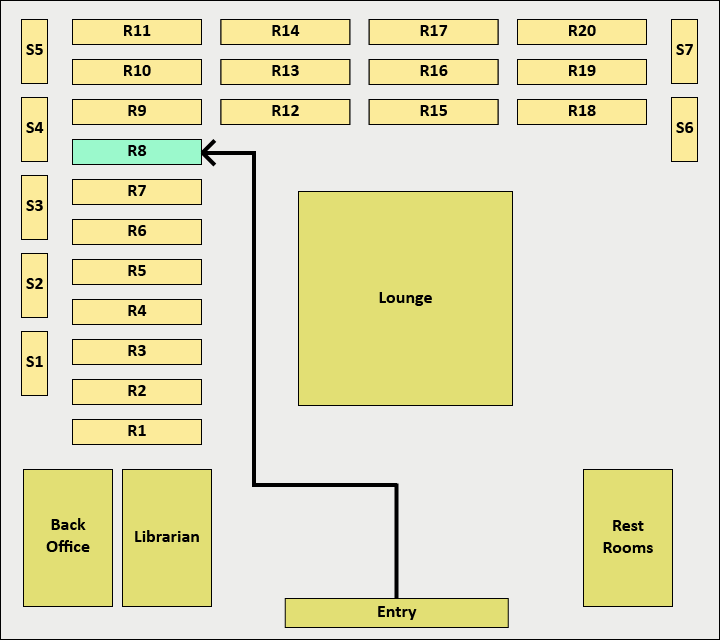 S5
R11
R14
R17
R20
S7
R10
R13
R16
R19
S4
R9
R12
R15
R18
S6
R8
S3
R7
R6
S2
R5
R4
Lounge
S1
R3
R2
R1
Back
Office
Librarian
Rest
Rooms
Entry